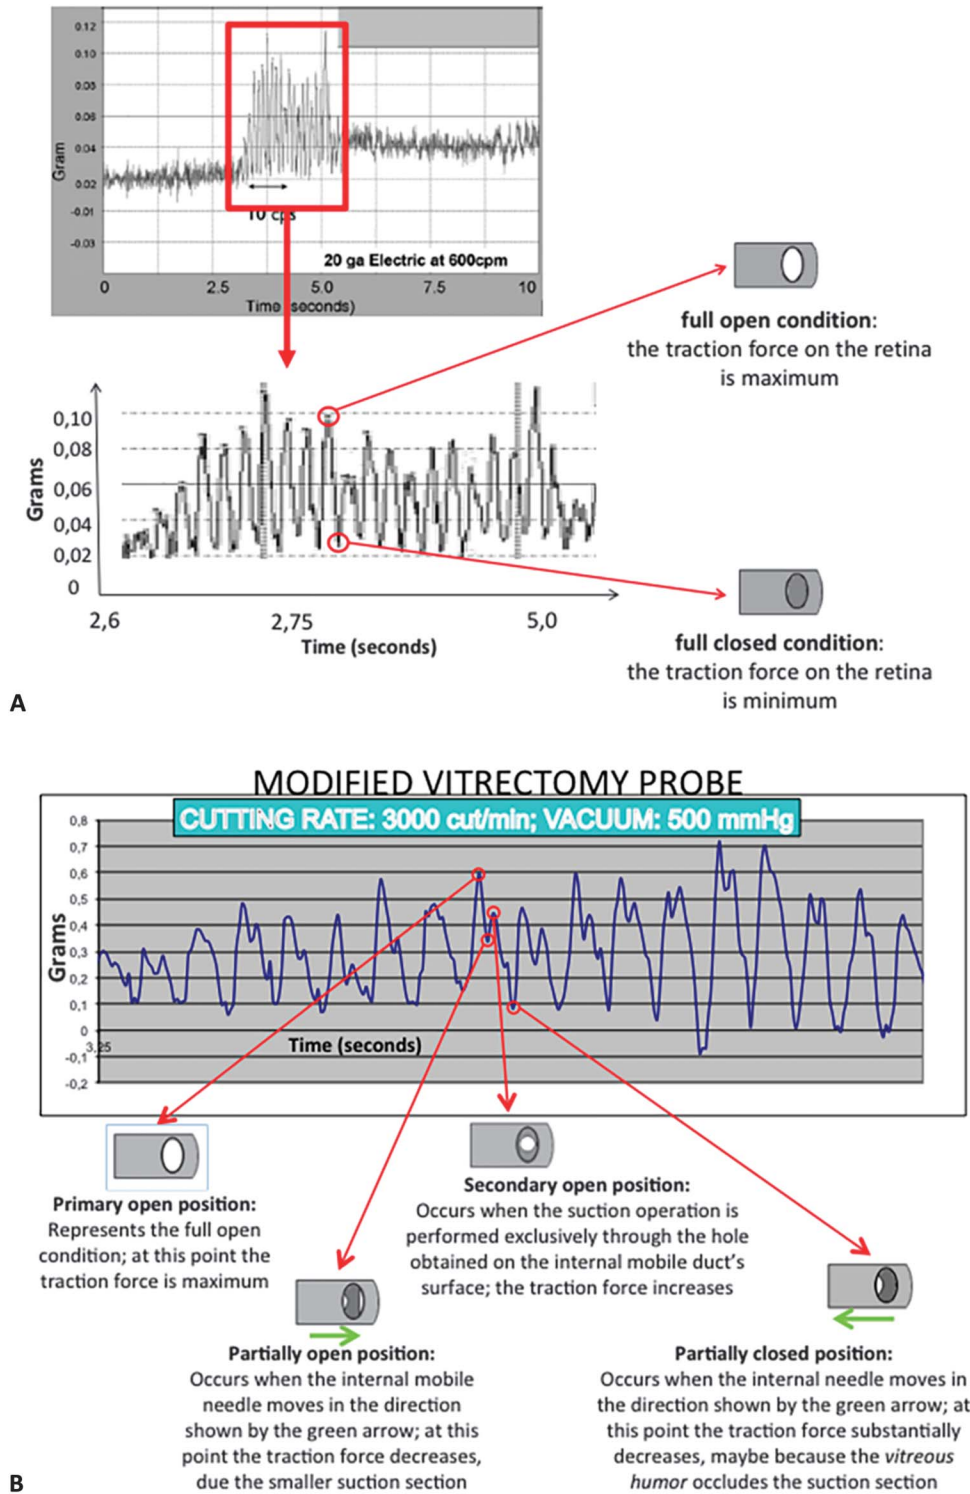 0.12
0.10
0.08
0.06
0.04
0.02
-0.01
-0.03
Gram
10 cps
20 ga Electric at 600cpm
0 2.5 5.0 7.5 10
Time (seconds)
full open condition:
the traction force on the retina
is maximum
0,10
0,08
0,06
0,04
0,02
0
Grams
2,6 2,75 5,0
Time (seconds)
full closed condition:
the traction force on the retina
is minimum
A
MODIFIED VITRECTOMY PROBE
CUTTING RATE: 3000 cut/min; VACUUM: 500 mmHg
0,8
0,7
0,6
0,5
0,4
0,3
0,2
0,1
0
-0,1
-0,2
Grams
3,25
Time (seconds)
Primary open position:
Represents the full open
condition; at this point the
traction force is maximum
Secondary open position:
Occurs when the suction operation is
performed exclusively through the hole
obtained on the internal mobile duct's
surface; the traction force increases
Partially open position:
Occurs when the internal mobile
needle moves in the direction
shown by the green arrow; at this
point the traction force decreases,
due the smaller suction section
Partially closed position:
Occurs when the internal needle moves in
the direction shown by the green arrow; at
this point the traction force substantially
decreases, maybe because the vitreous
humor occludes the suction section
B